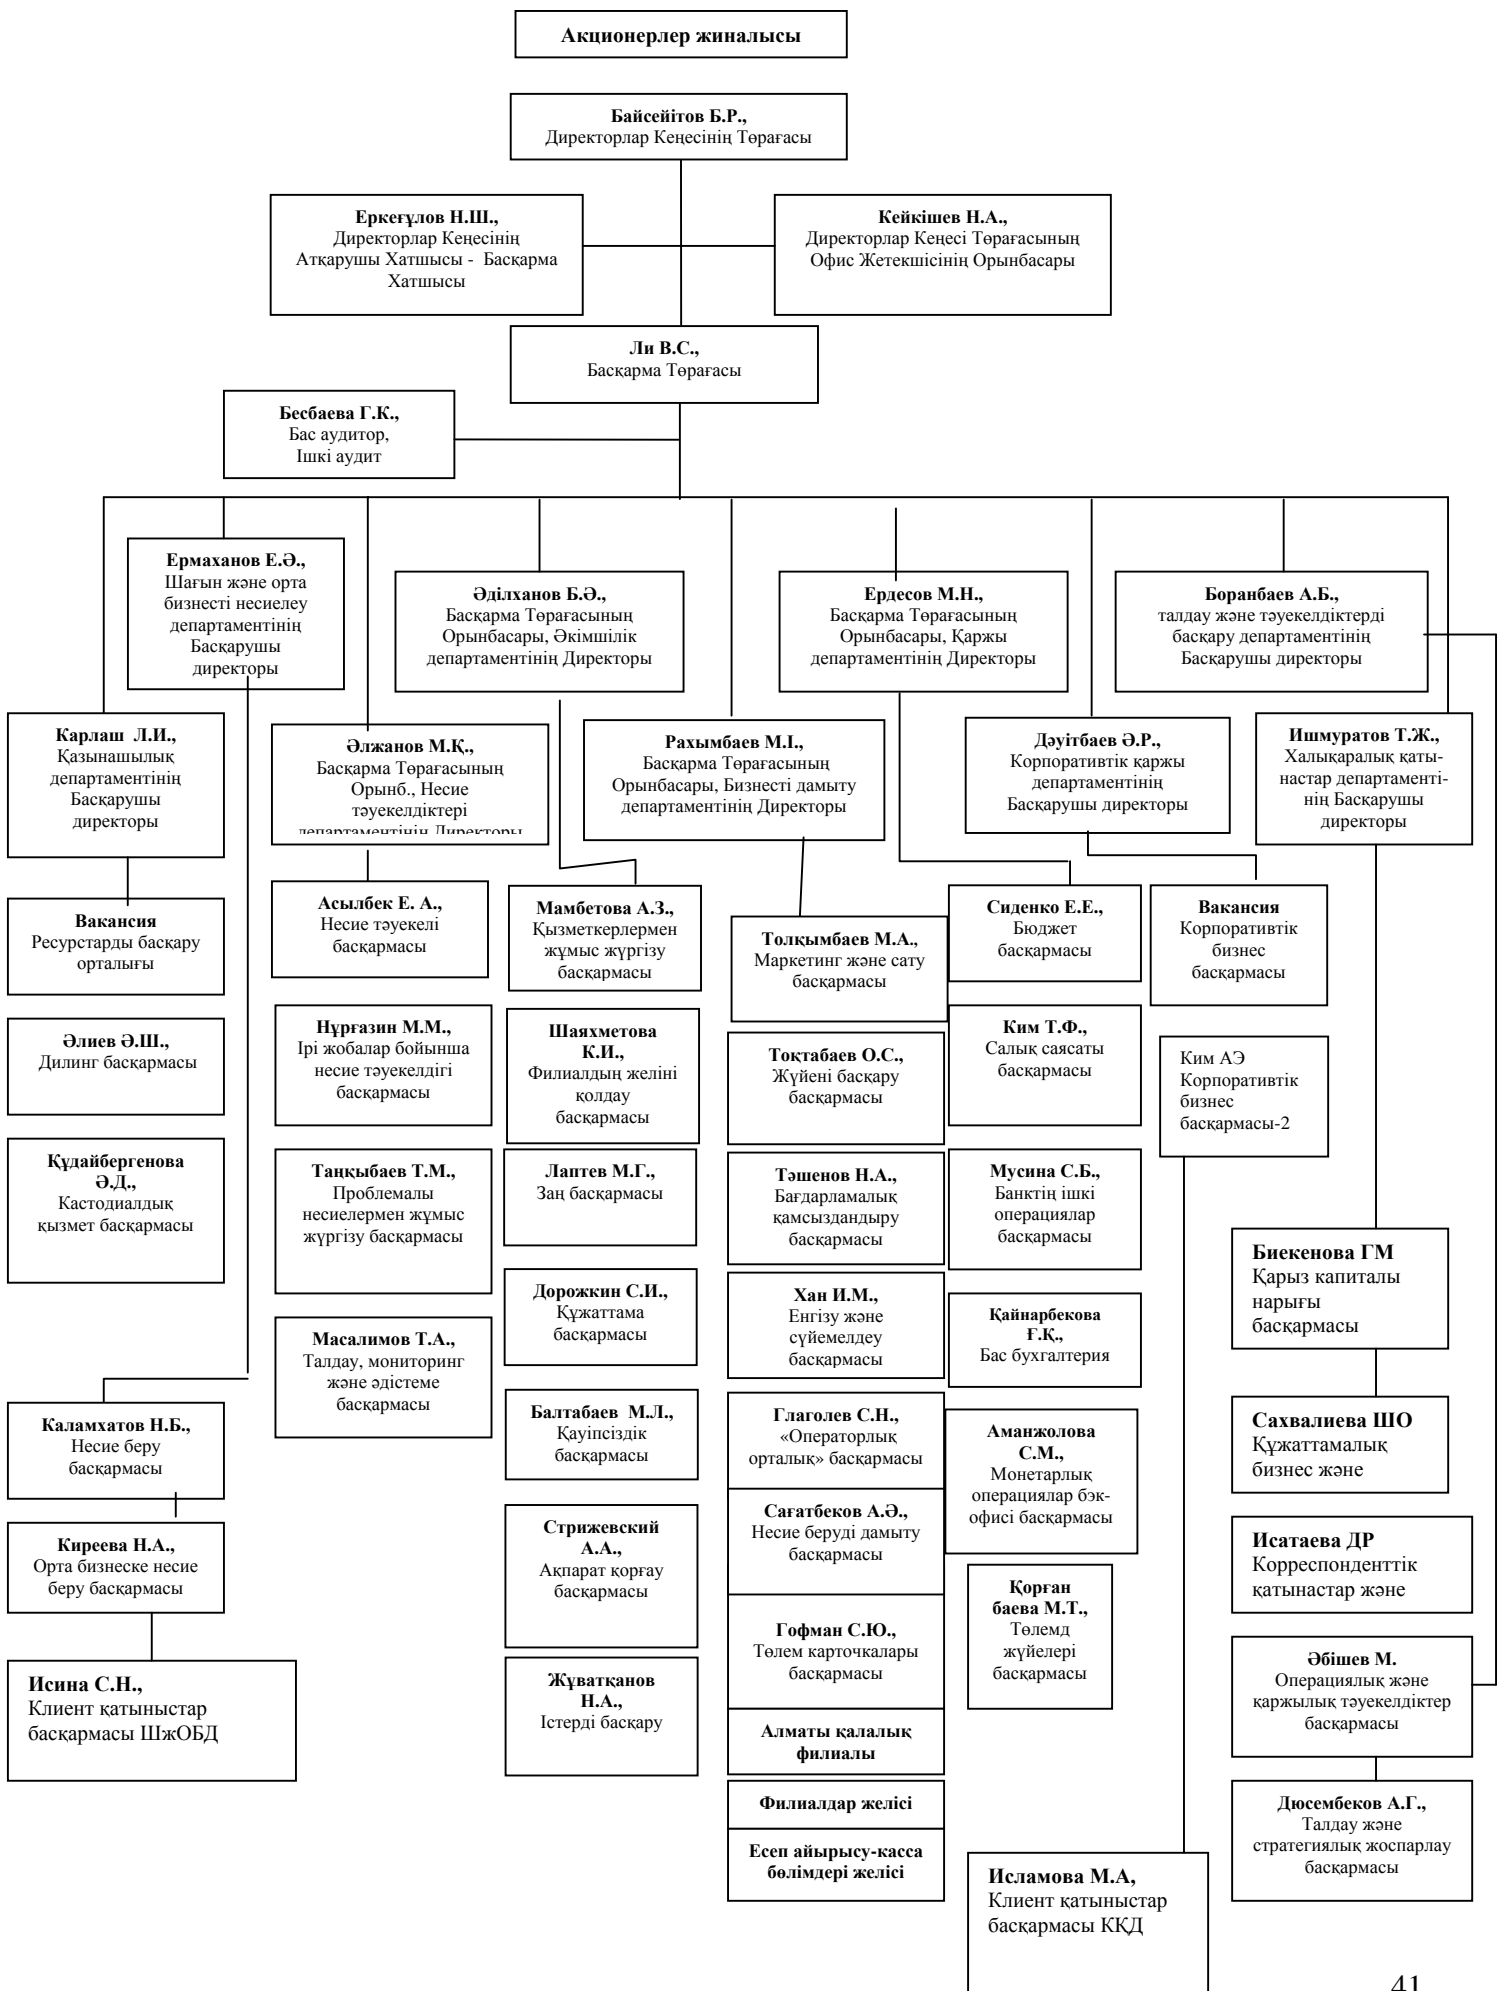 Акционерлер жиналысы
Байсейітов Б.Р.,
Директорлар Кеңесінің Төрағасы
Еркеғұлов Н.Ш.,
Директорлар Кеңесінің
Атқарушы Хатшысы - Басқарма
Хатшысы
Кейкішев Н.А.,
Директорлар Кеңесі Төрағасының
Офис Жетекшісінің Орынбасары
Ли В.С.,
Басқарма Төрағасы
Бесбаева Г.К.,
Бас аудитор,
Ішкі аудит
Ермаханов Е.Ә.,
Шағын және орта
бизнесті несиелеу
департаментінің
Басқарушы
директоры
Әділханов Б.Ә.,
Басқарма Төрағасының
Орынбасары, Әкімшілік
департаментінің Директоры
Ердесов М.Н.,
Басқарма Төрағасының
Орынбасары, Қаржы
департаментінің Директоры
Боранбаев А.Б.,
талдау және тәуекелдіктерді
басқару департаментінің
Басқарушы директоры
Карлаш Л.И.,
Қазынашылық
департаментінің
Басқарушы
директоры
Әлжанов М.Қ.,
Басқарма Төрағасының
Орынб., Несие
тәуекелдіктері
департаментінің Директоры
Рахымбаев М.І.,
Басқарма Төрағасының
Орынбасары, Бизнесті дамыту
департаментінің Директоры
Дәуітбаев Ә.Р.,
Корпоративтік қаржы
департаментінің
Басқарушы директоры
Ишмуратов Т.Ж.,
Халықаралық қаты-
настар департаменті-
нің Басқарушы
директоры
Вакансия
Ресурстарды басқару
орталығы
Әлиев Ә.Ш.,
Дилинг басқармасы
Құдайбергенова
Ә.Д.,
Кастодиалдық
қызмет басқармасы
Каламхатов Н.Б.,
Несие беру
басқармасы
Киреева Н.А.,
Орта бизнеске несие
беру басқармасы
Исина С.Н.,
Клиент қатыныстар
басқармасы ШжОБД
Асылбек Е. А.,
Несие тәуекелі
басқармасы
Нұрғазин М.М.,
Ірі жобалар бойынша
несие тәуекелдігі
басқармасы
Таңқыбаев Т.М.,
Проблемалы
несиелермен жұмыс
жүргізу басқармасы
Масалимов Т.А.,
Талдау, мониторинг
және әдістеме
басқармасы
Мамбетова А.З.,
Қызметкерлермен
жұмыс жүргізу
басқармасы
Шаяхметова
К.И.,
Филиалдың желіні
қолдау
басқармасы
Лаптев М.Г.,
Заң басқармасы
Дорожкин С.И.,
Құжаттама
басқармасы
Балтабаев М.Л.,
Қауіпсіздік
басқармасы
Стрижевский
А.А.,
Ақпарат қорғау
басқармасы
Жұватқанов
Н.А.,
Істерді басқару
Толқымбаев М.А.,
Маркетинг және сату
басқармасы
Тоқтабаев О.С.,
Жүйені басқару
басқармасы
Тәшенов Н.А.,
Бағдарламалық
қамсыздандыру
басқармасы
Хан И.М.,
Енгізу және
сүйемелдеу
басқармасы
Глаголев С.Н.,
«Операторлық
орталық» басқармасы
Сағатбеков А.Ә.,
Несие беруді дамыту
басқармасы
Гофман С.Ю.,
Төлем карточкалары
басқармасы
Алматы қалалық
филиалы
Филиалдар желісі
Есеп айырысу-касса
бөлімдері желісі
Сиденко Е.Е.,
Бюджет
басқармасы
Ким Т.Ф.,
Салық саясаты
басқармасы
Мусина С.Б.,
Банктің ішкі
операциялар
басқармасы
Қайнарбекова
Ғ.Қ.,
Бас бухгалтерия
Аманжолова
С.М.,
Монетарлық
операциялар бэк-
офисі басқармасы
Қорған
баева М.Т.,
Төлемд
жүйелері
басқармасы
Вакансия
Корпоративтік
бизнес
басқармасы
Ким АЭ
Корпоративтік
бизнес
басқармасы-2
Исламова М.А,
Клиент қатыныстар
басқармасы КҚД
Биекенова ГМ
Қарыз капиталы
нарығы
басқармасы
Сахвалиева ШО
Құжаттамалық
бизнес және
Исатаева ДР
Корреспонденттік
қатынастар және
Әбішев М.
Операциялық және
қаржылық тәуекелдіктер
басқармасы
Дюсембеков А.Г.,
Талдау және
стратегиялық жоспарлау
басқармасы
41